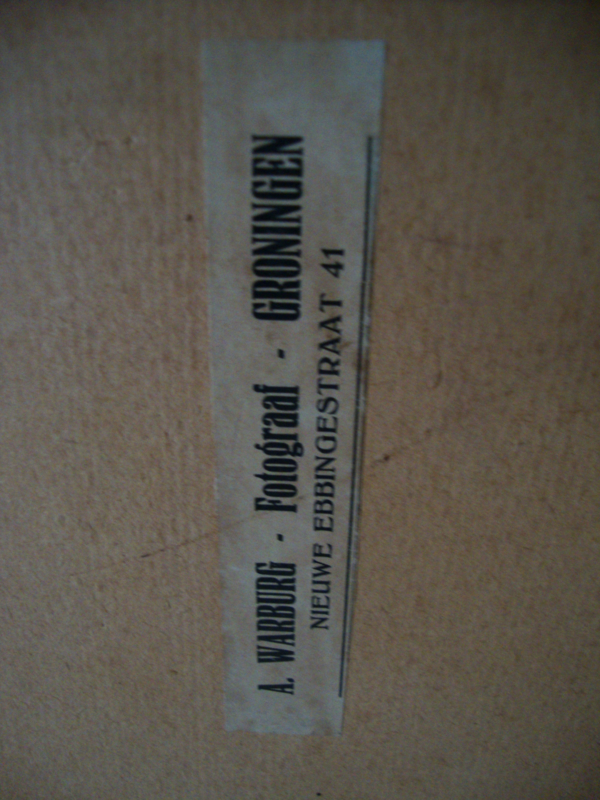 A. WARBURG - Fotograaf - GRONINGEN
NIEUWE EBBINGESTRAAT 41